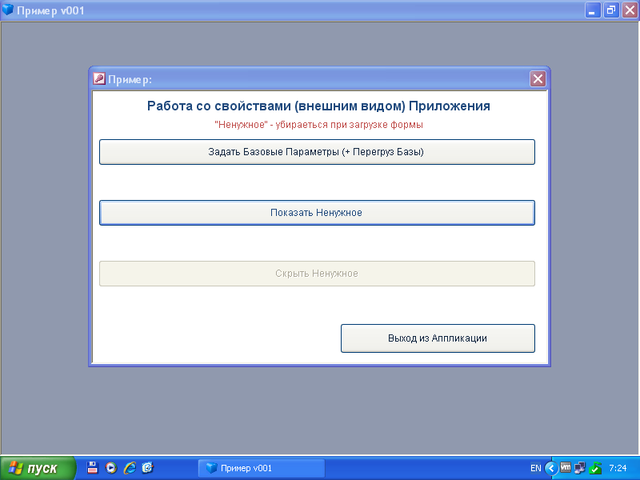 Пример v001
Пример:
Работа со свойствами (внешним видом) Приложения
"Ненужное" - убираеться при загрузке формы
Задать Базовые Параметры (+ Перегруз Базы)
Показать Ненужное
Скрыть Ненужное
Выход из Аппликации
пуск
Пример v001
EN
7:24